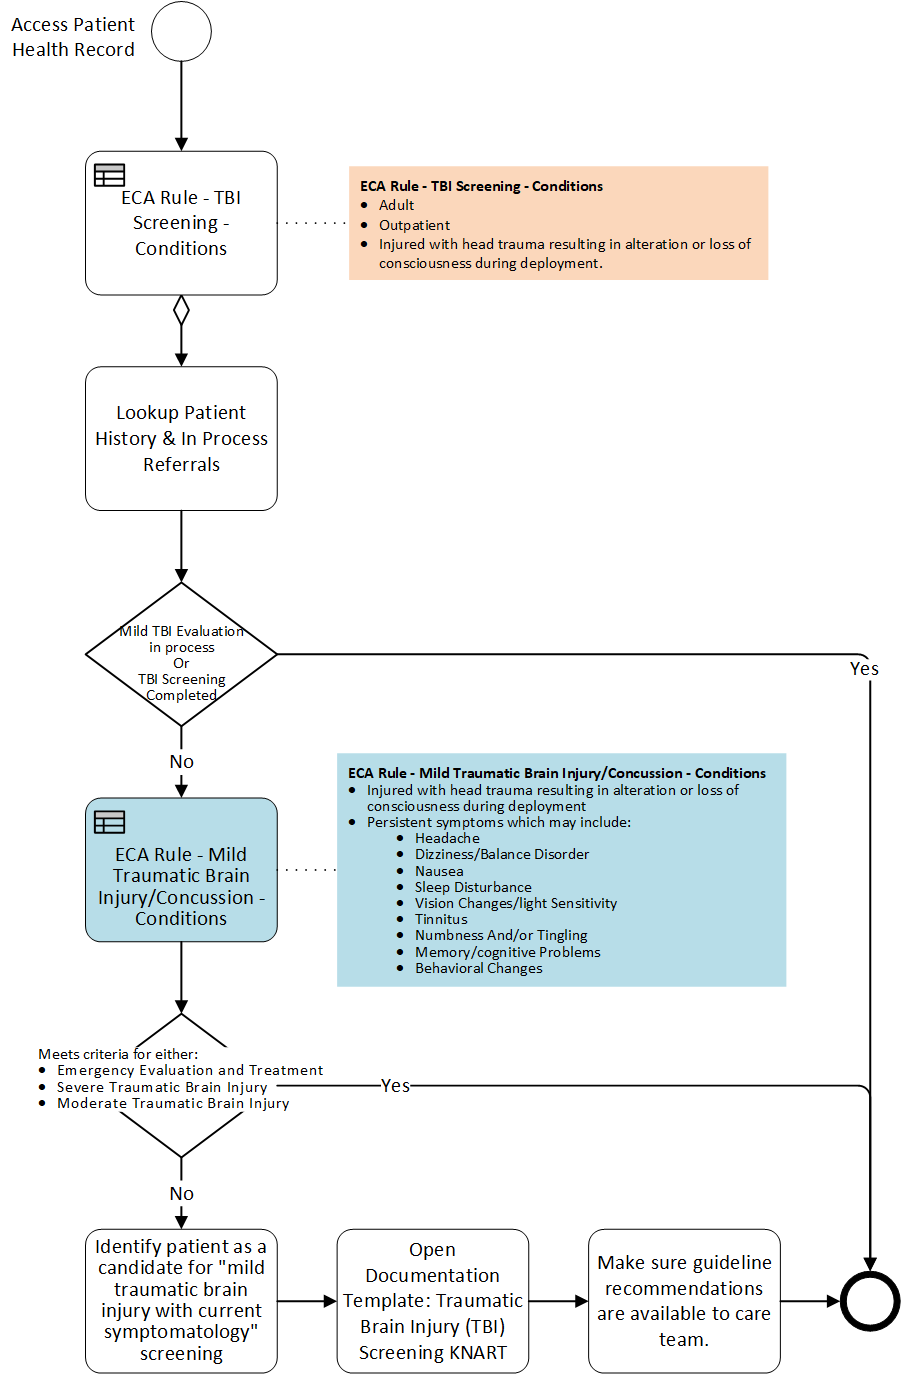 Access Patient
Health Record
ECA Rule - TBI
Screening -
Conditions
ECA Rule - TBI Screening - Conditions
• Adult
• Outpatient
• Injured with head trauma resulting in alteration or loss of
consciousness during deployment.
Lookup Patient
History & In Process
Referrals
Mild TBI Evaluation
in process
Or
TBI Screening
Completed
Yes
No
ECA Rule - Mild Traumatic Brain Injury/Concussion - Conditions
• Injured with head trauma resulting in alteration or loss of
consciousness during deployment
• Persistent symptoms which may include:
• Headache
• Dizziness/Balance Disorder
• Nausea
• Sleep Disturbance
• Vision Changes/light Sensitivity
• Tinnitus
• Numbness And/or Tingling
• Memory/cognitive Problems
• Behavioral Changes
ECA Rule - Mild
Traumatic Brain
Injury/Concussion -
Conditions
Meets criteria for either:
• Emergency Evaluation and Treatment
• Severe Traumatic Brain Injury
• Moderate Traumatic Brain Injury
Yes
No
Identify patient as a
candidate for "mild
traumatic brain
injury with current
symptomatology"
screening
Open
Documentation
Template: Traumatic
Brain Injury (TBI)
Screening KNART
Make sure guideline
recommendations
are available to care
team.